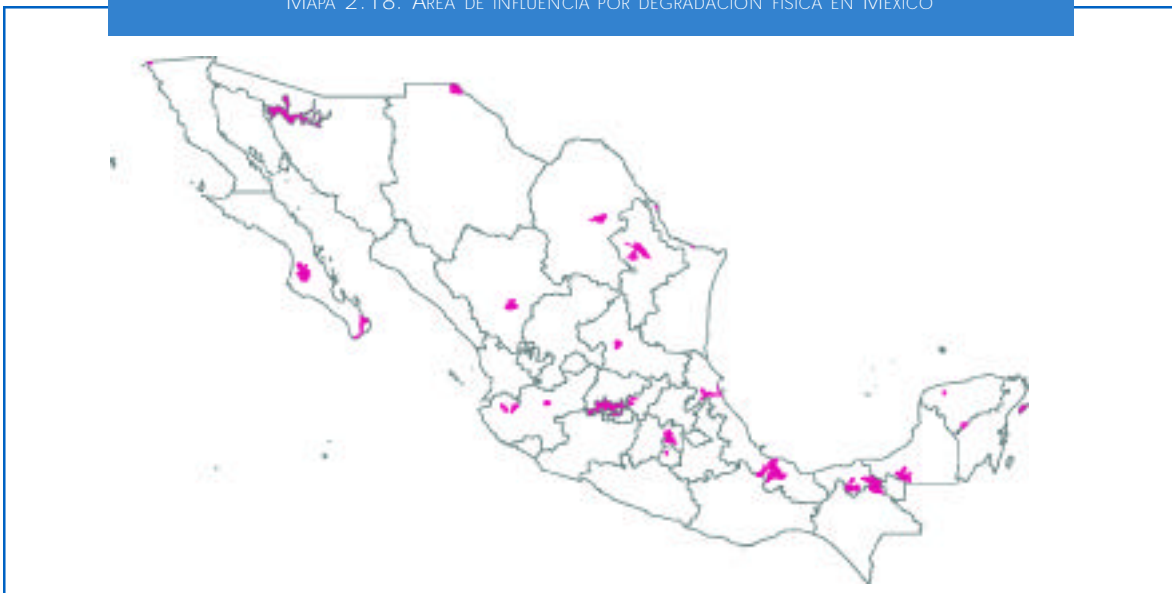 MAPA 2.18. ÁREA DE INFLUENCIA POR DEGRADACIÓN FÍSICA EN MÉXICO